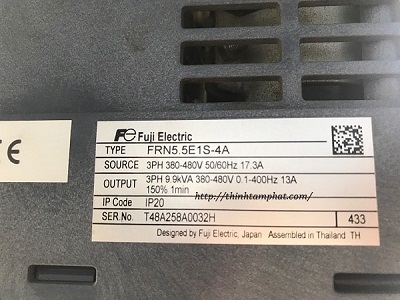 Fuji Electric
TYPE FRN5.5E1S-4A
SOURCE 3PH 380-480V 50/60Hz 17.3A
OUTPUT 3PH 9.9kVA 380-480V 0.1-400Hz 13A
150% 1min
http://thinhtamphat.com/
IP Code IP20
SER.No. T48A258A0032H 433
Designed by Fuji Electric, Japan Assembled in Thailand TH
CE